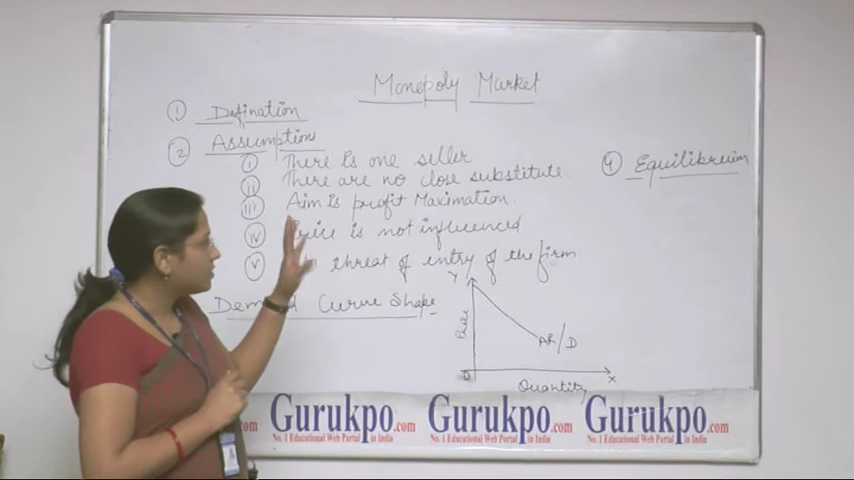 Monopoly Market
① Defination
② Assumption
(i) There is one seller
(ii) There are no close substitute.
(iii) Aim is profit Maximation.
(iv) is not influenced
(v) threat of entry of the firm
Demand Curve Shape
Y
Price
AR/D
O
X
Quantity
④ Equilibrium
.com
Gurukpo.com
No. 1 Educational Web Portal in India
Gurukpo.com
No. 1 Educational Web Portal in India
Gurukpo.com
No. 1 Educational Web Portal in India